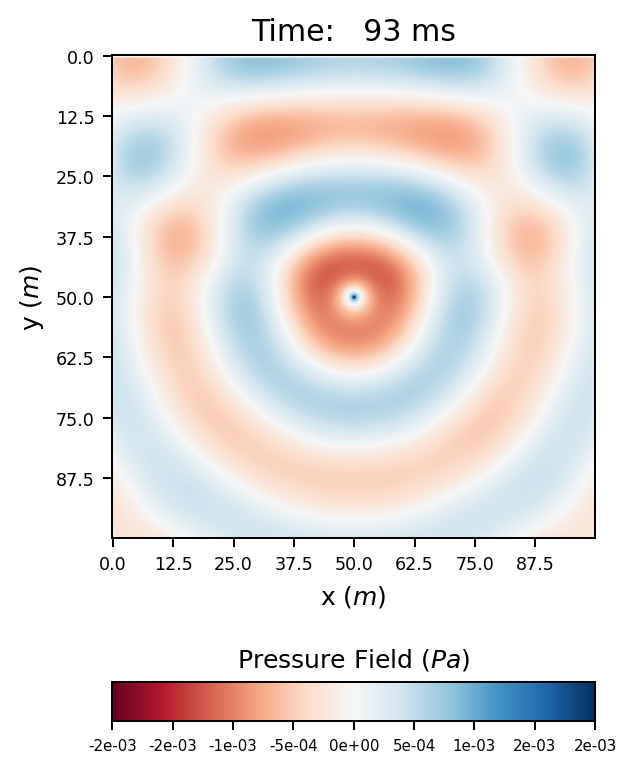 Time: 93 ms
0.0
12.5
25.0
37.5
50.0
62.5
75.0
87.5
y (m)
0.0 12.5 25.0 37.5 50.0 62.5 75.0 87.5
x (m)
Pressure Field (Pa)
-2e-03 -2e-03 -1e-03 -5e-04 0e+00 5e-04 1e-03 2e-03 2e-03